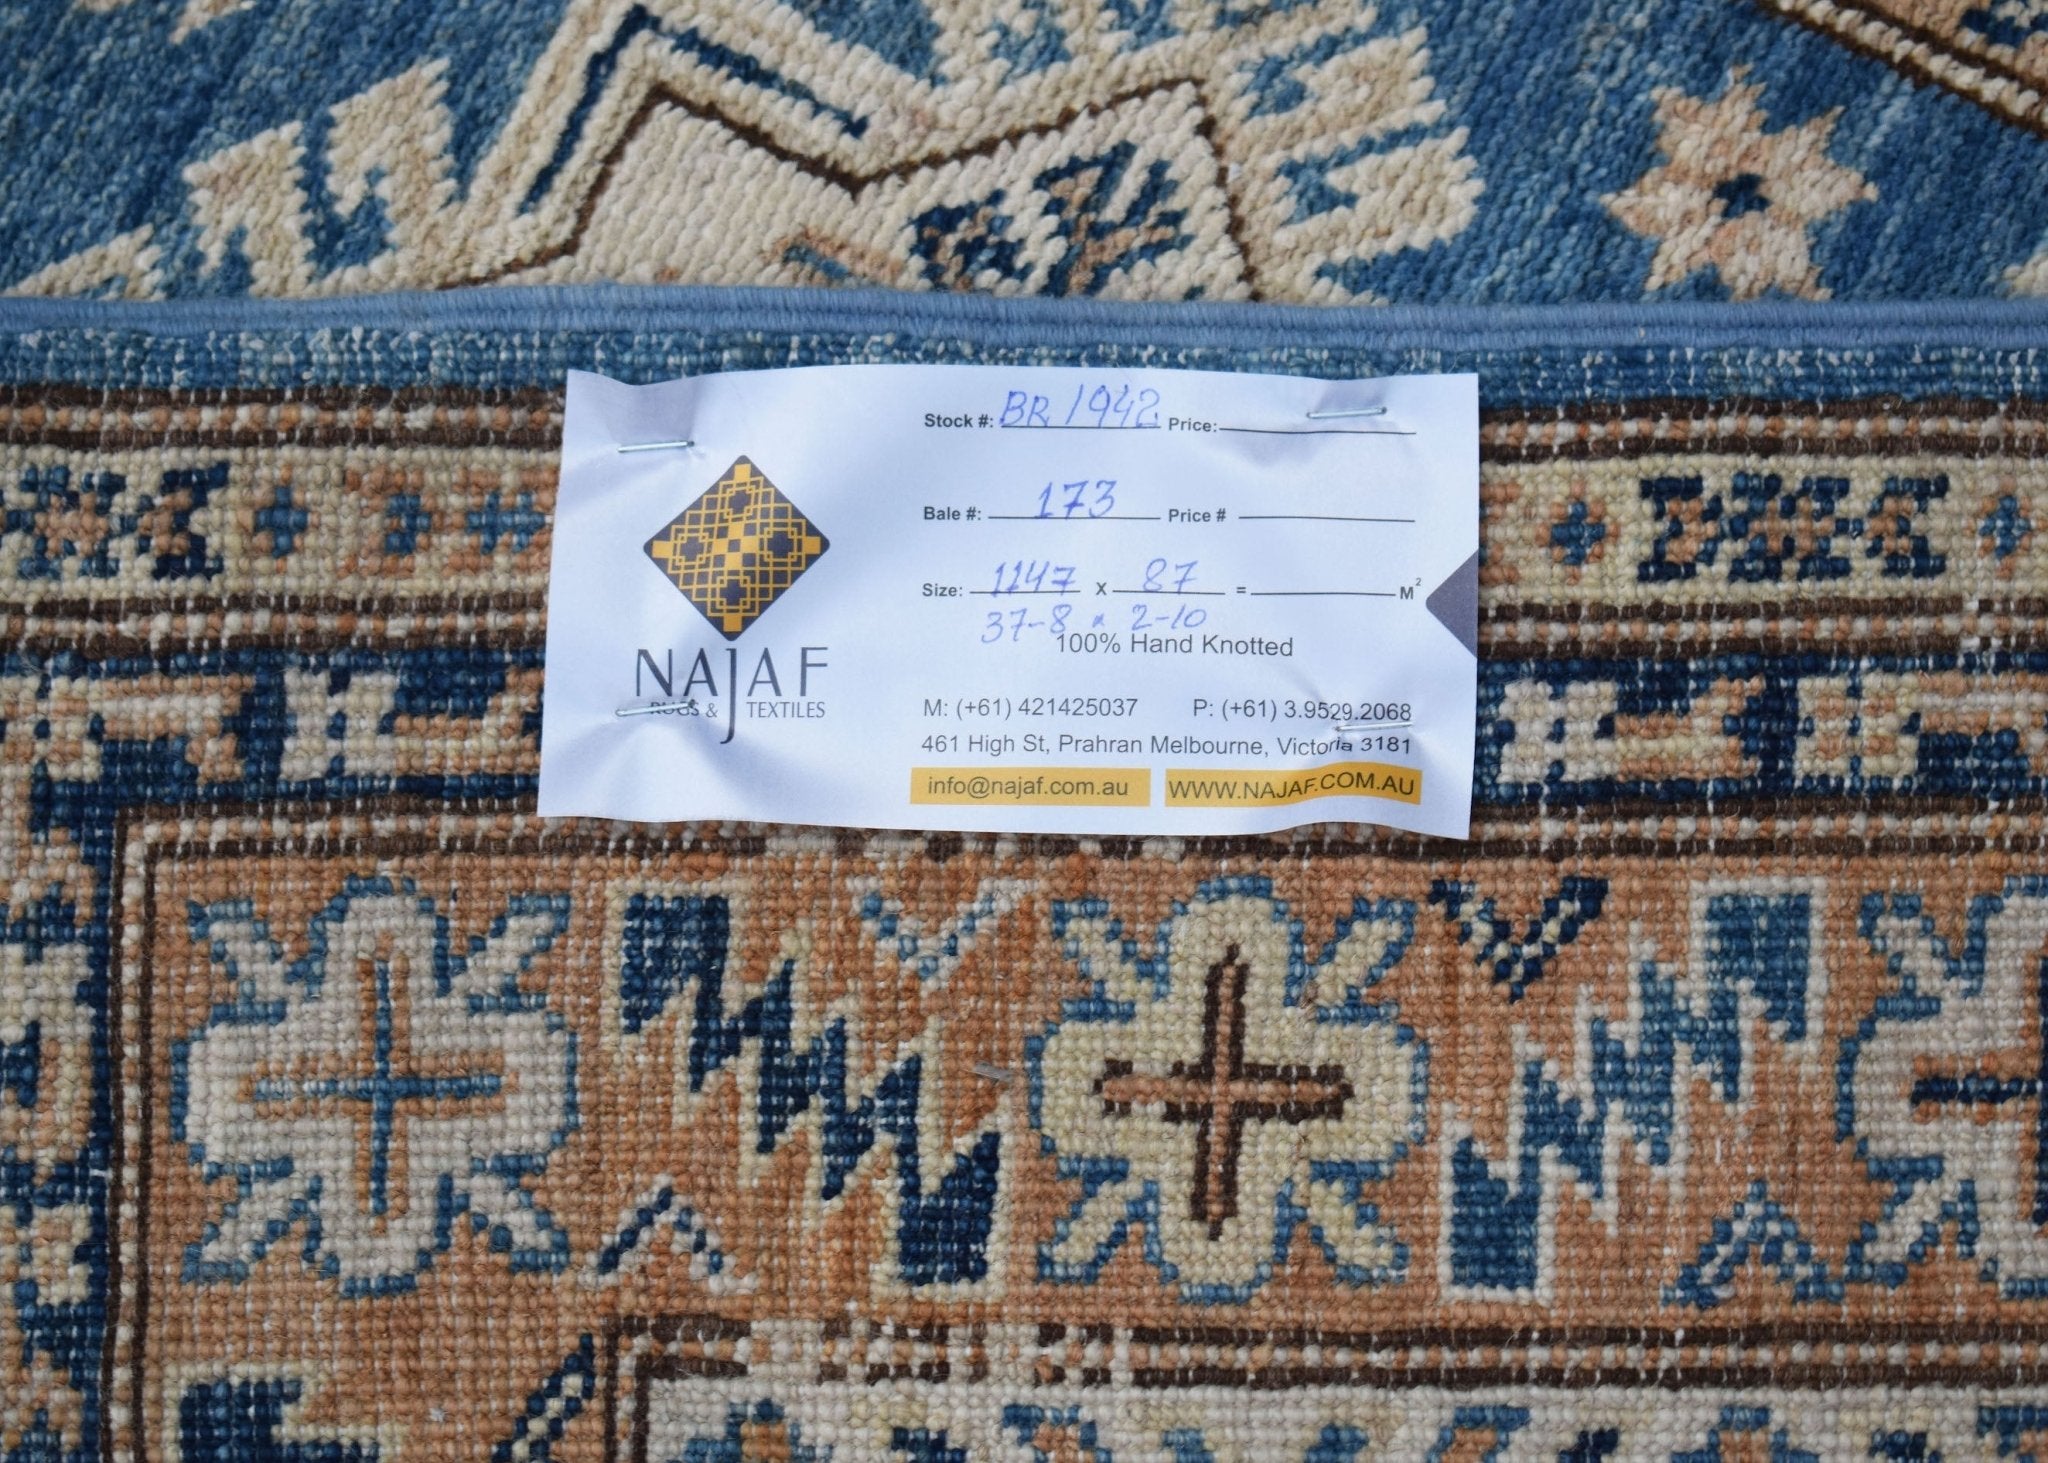 Stock #: BR 1942 Price:
Bale #: 173 Price #
Size: 1147 X 87 = M²
37-8 x 2-10
100% Hand Knotted
NAJAF
RUGS & TEXTILES
M: (+61) 421425037 P: (+61) 3.9529.2068
461 High St, Prahran Melbourne, Victoria 3181
info@najaf.com.au WWW.NAJAF.COM.AU